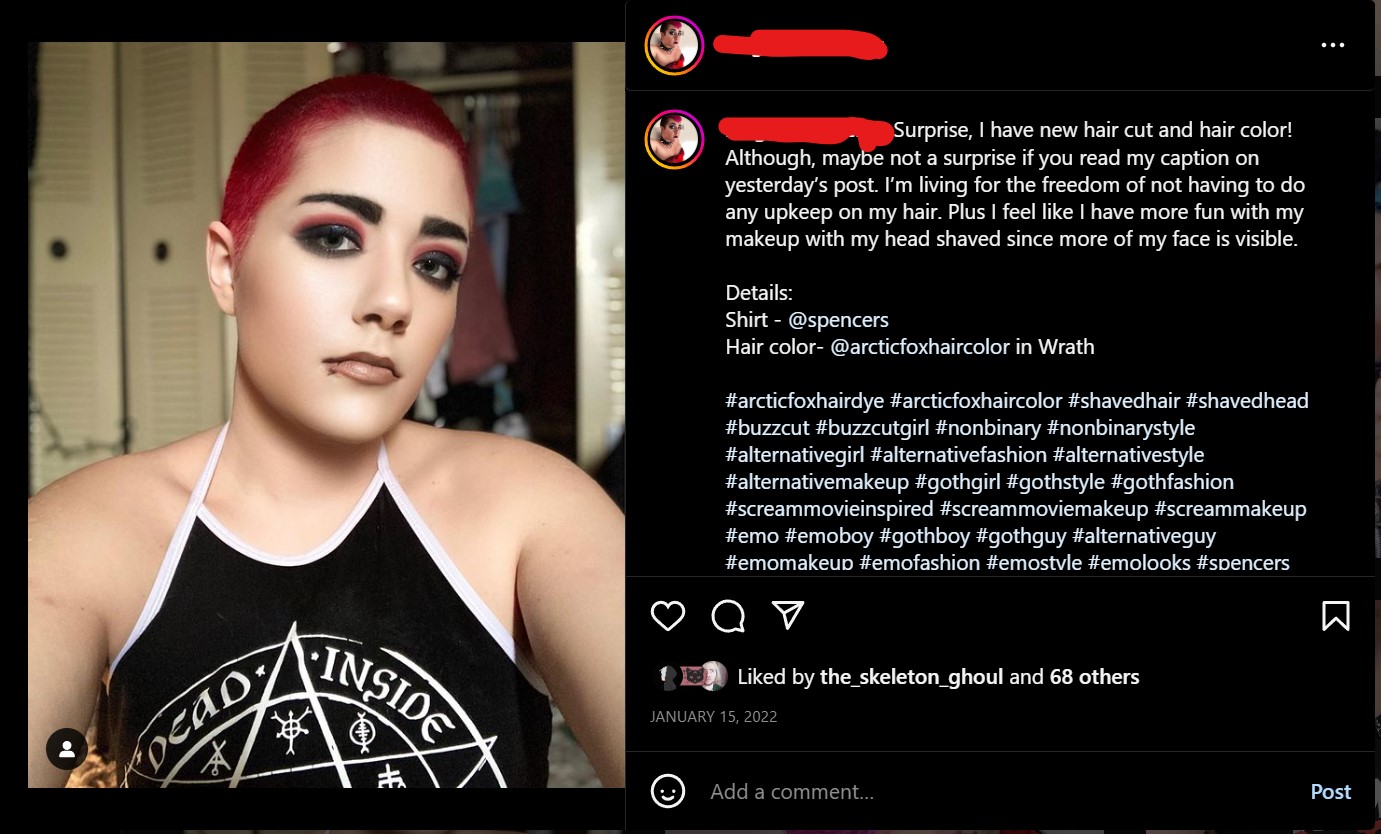 DEAD INSIDE
Surprise, I have new hair cut and hair color!
Although, maybe not a surprise if you read my caption on
yesterday's post. I'm living for the freedom of not having to do
any upkeep on my hair. Plus I feel like I have more fun with my
makeup with my head shaved since more of my face is visible.
Details:
Shirt - @spencers
Hair color- @arcticfoxhaircolor in Wrath
#arcticfoxhairdye #arcticfoxhaircolor #shavedhair #shavedhead
#buzzcut #buzzcutgirl #nonbinary #nonbinarystyle
#alternativegirl #alternativefashion #alternativestyle
#alternativemakeup #gothgirl #gothstyle #gothfashion
#screammovieinspired #screammoviemakeup #screammakeup
#emo #emoboy #gothboy #gothguy #alternativeguy
#emomakeup #emofashion #emostyle #emolooks #spencers
Liked by the_skeleton_ghoul and 68 others
JANUARY 15, 2022
Add a comment...
Post